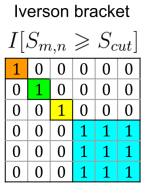 Iverson bracket
I[S_{m,n} ⩾ S_{cut}]
1 0 0 0 0 0
0 1 0 0 0 0
0 0 1 0 0 0
0 0 0 1 1 1
0 0 0 1 1 1
0 0 0 1 1 1